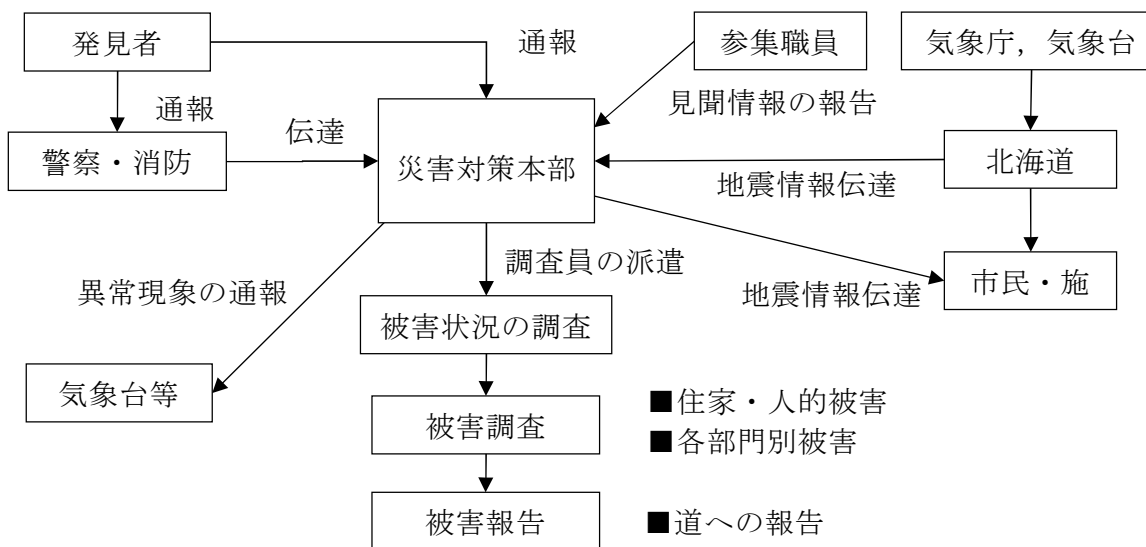 発見者
通報
参集職員
気象庁，気象台
通報
見聞情報の報告
警察・消防
伝達
災害対策本部
地震情報伝達
北海道
調査員の派遣
異常現象の通報
地震情報伝達
市民・施
被害状況の調査
気象台等
被害調査
■住家・人的被害
■各部門別被害
被害報告
■道への報告